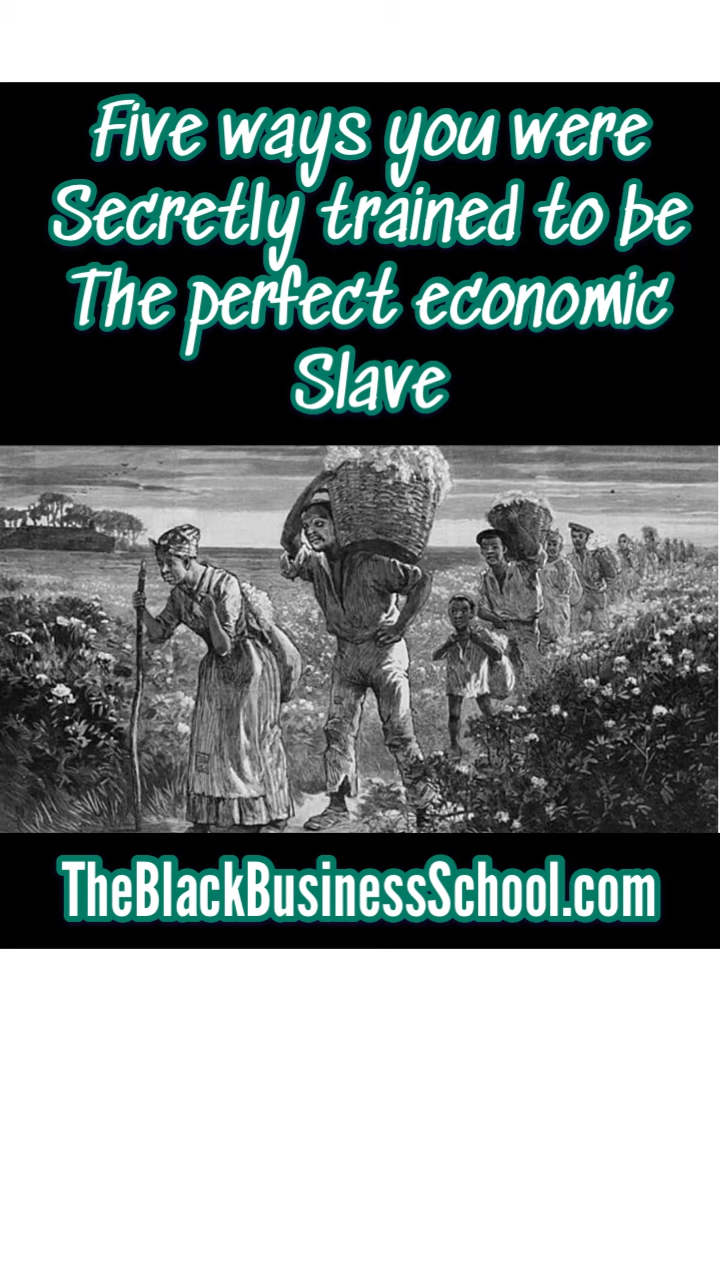 Five ways you were
Secretly trained to be
The perfect economic
Slave
TheBlackBusinessSchool.com